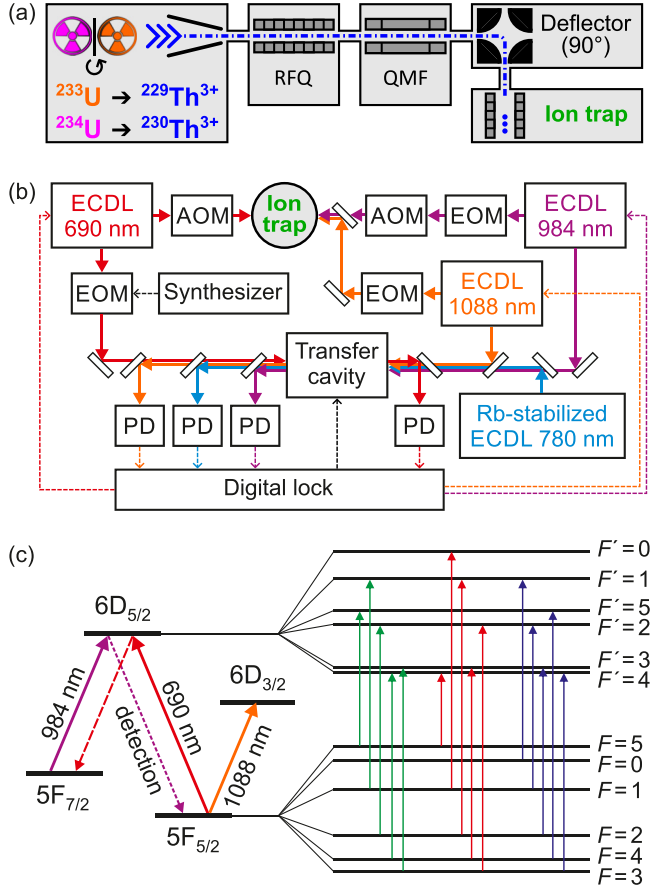 (a)
²³³U → ²²⁹Th³⁺
²³⁴U → ²³⁰Th³⁺
RFQ
QMF
Deflector
(90°)
Ion trap
(b)
ECDL
690 nm
AOM
Ion
trap
AOM
EOM
ECDL
984 nm
EOM
Synthesizer
EOM
ECDL
1088 nm
Transfer
cavity
PD
PD
PD
PD
Rb-stabilized
ECDL 780 nm
Digital lock
(c)
6D₅/₂
6D₃/₂
984 nm
detection
690 nm
1088 nm
5F₇/₂
5F₅/₂
F´=0
F´=1
F´=5
F´=2
F´=3
F´=4
F=5
F=0
F=1
F=2
F=4
F=3